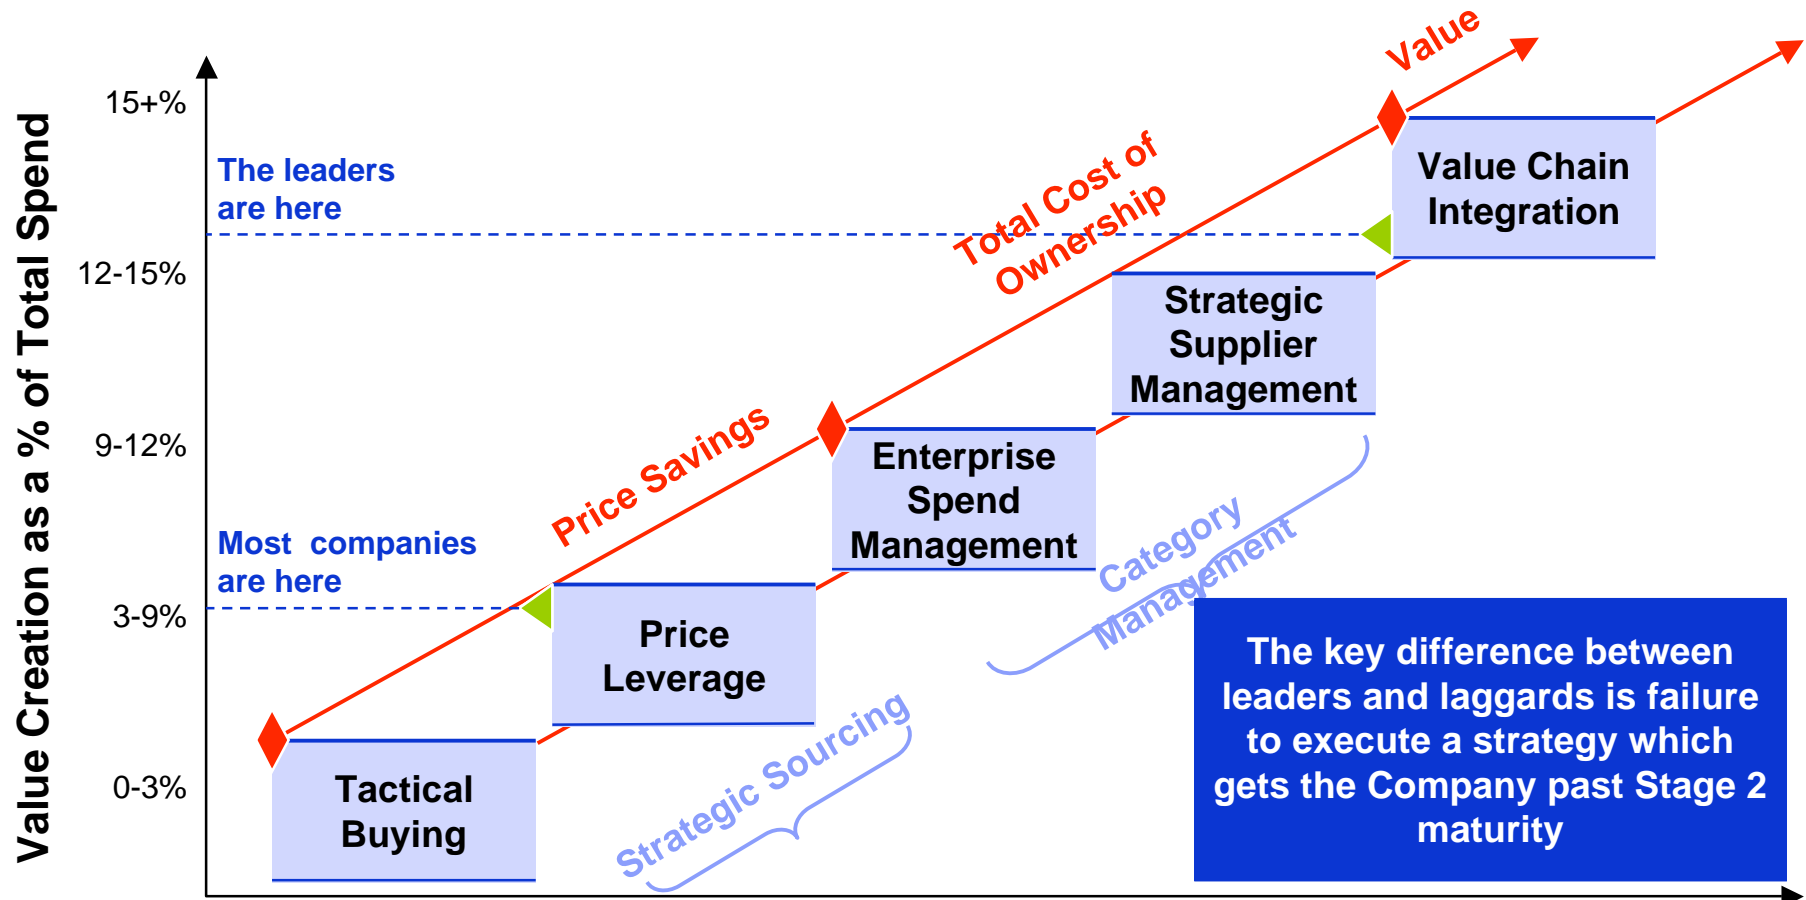 Value Creation as a % of Total Spend
15+%
12-15%
9-12%
3-9%
0-3%
The leaders
are here
Most  companies
are here
Price Savings
Total Cost of
Ownership
Value
Tactical
Buying
Price
Leverage
Enterprise
Spend
Management
Strategic
Supplier
Management
Value Chain
Integration
Strategic Sourcing
Category
Management
The key difference between
leaders and laggards is failure
to execute a strategy which
gets the Company past Stage 2
maturity